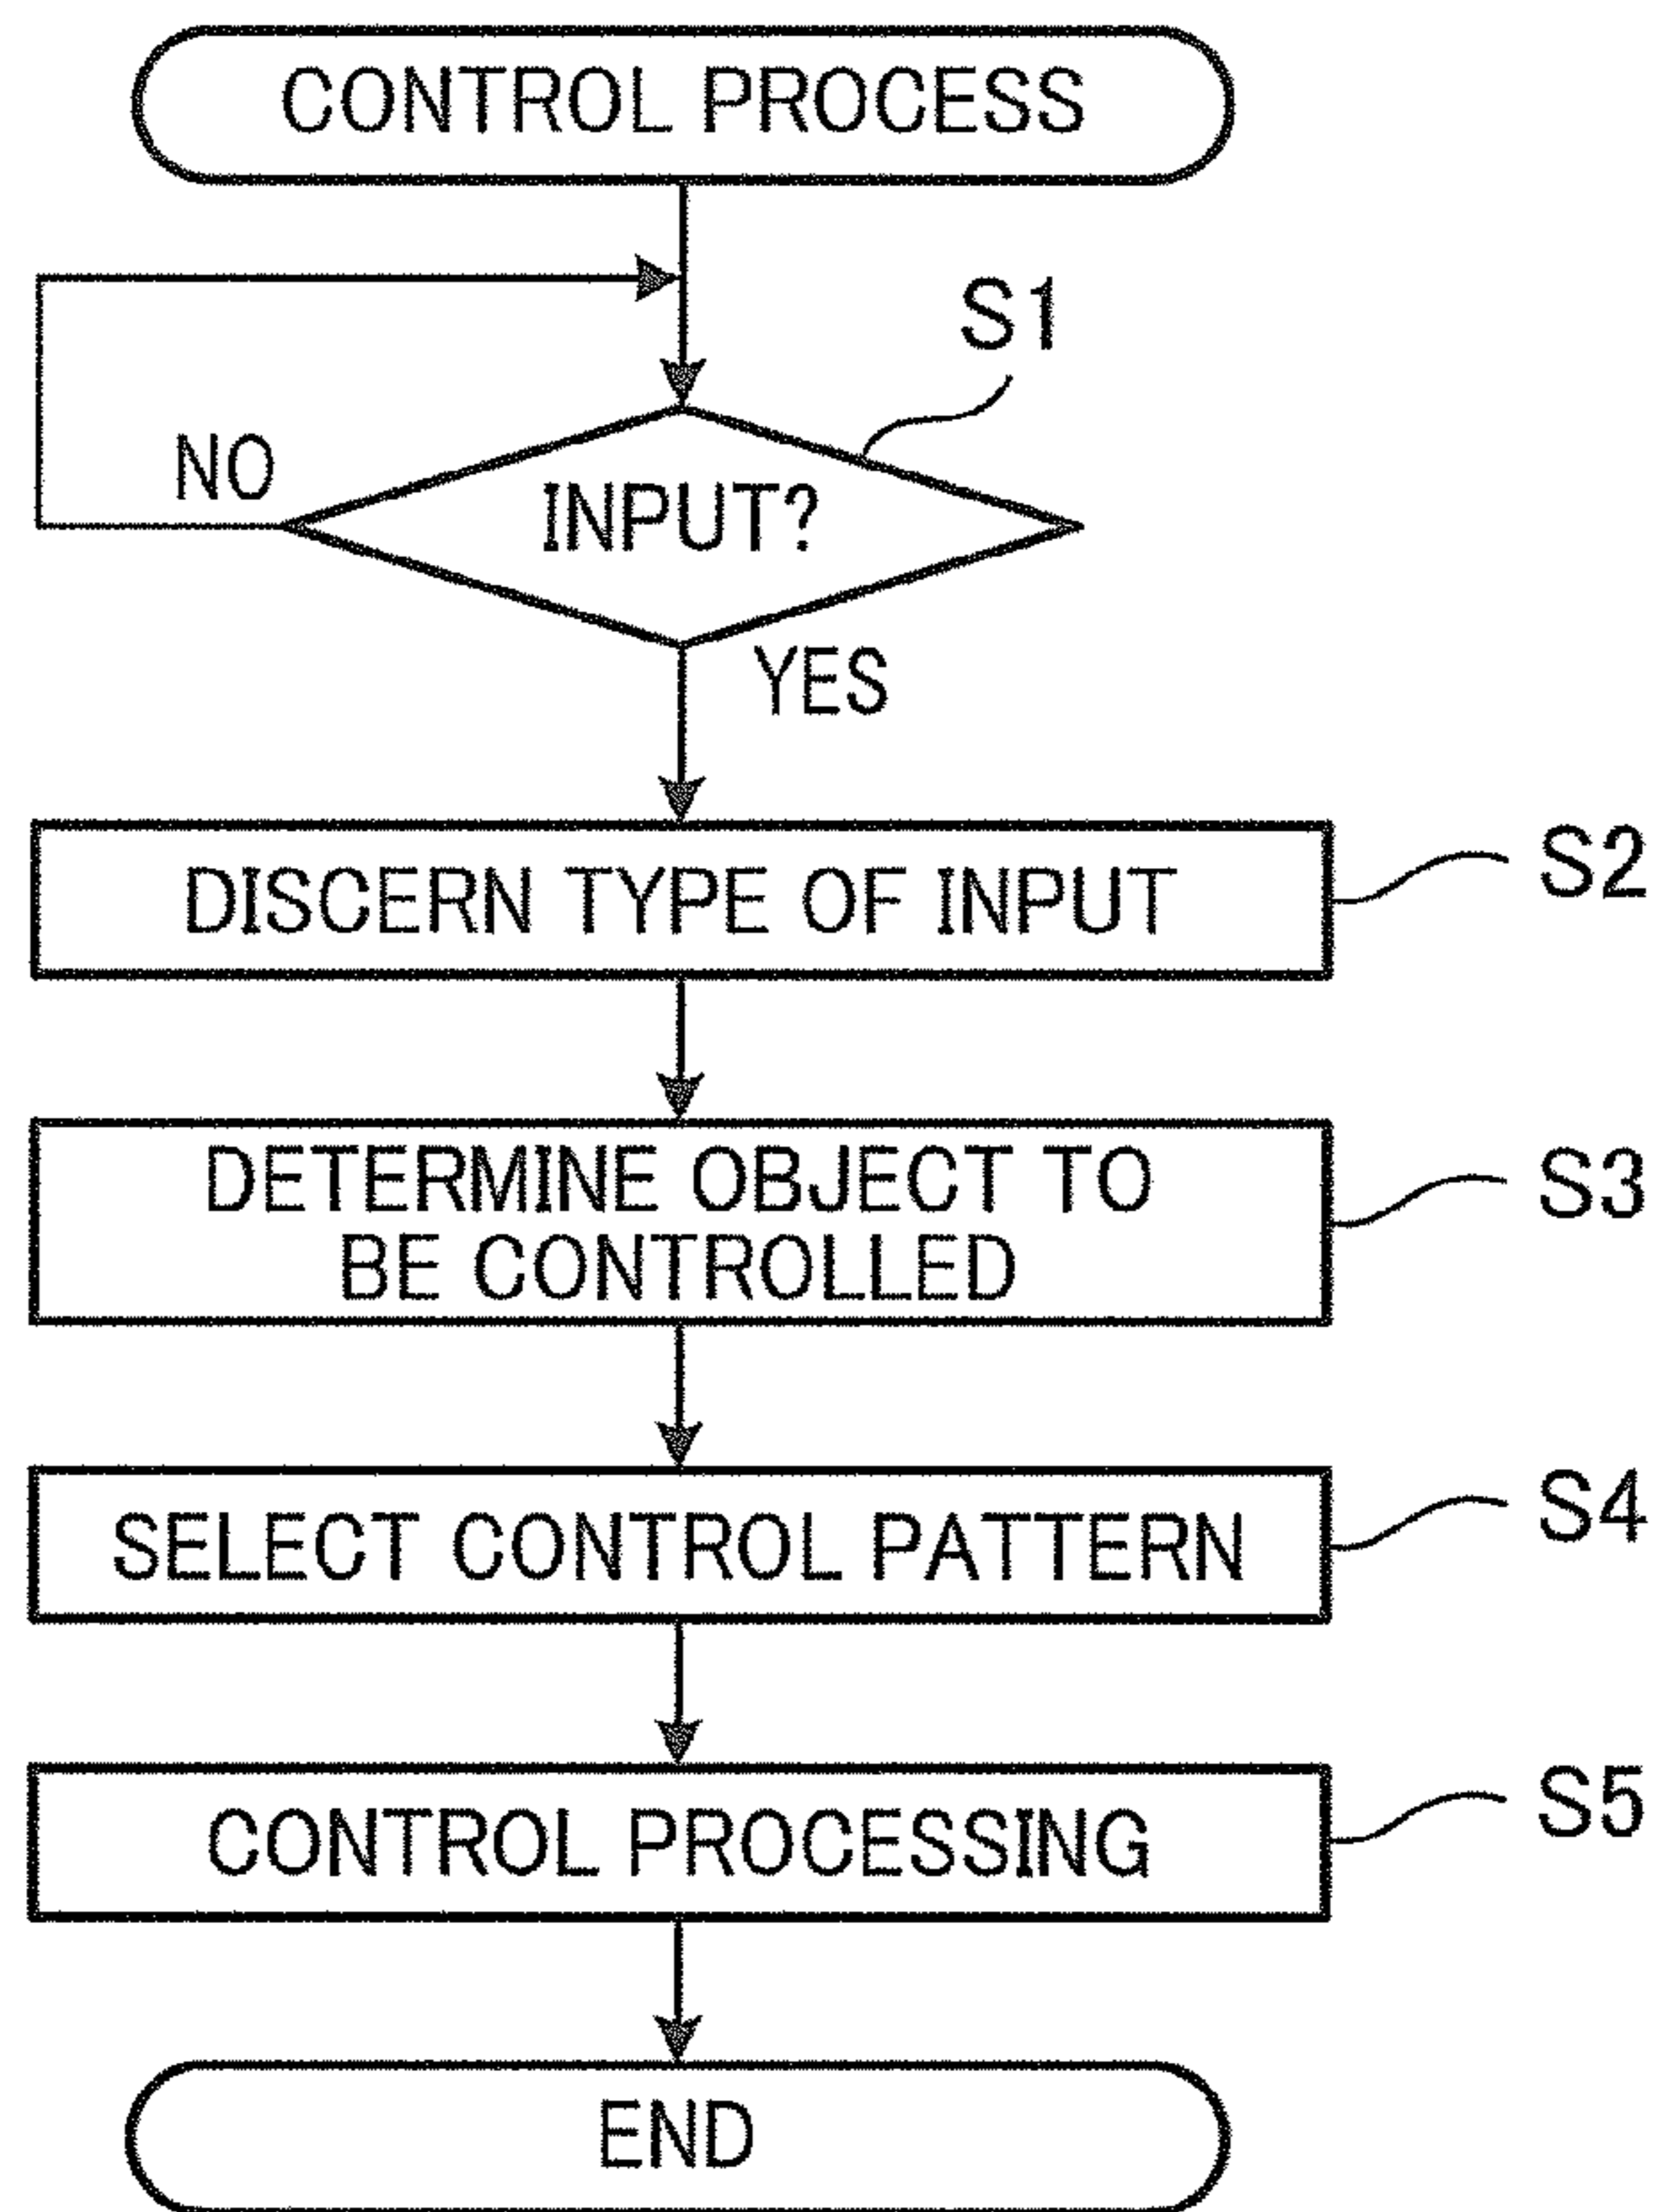 CONTROL PROCESS
S1
NO
INPUT?
YES
DISCERN TYPE OF INPUT
S2
DETERMINE OBJECT TO
BE CONTROLLED
S3
SELECT CONTROL PATTERN
S4
CONTROL PROCESSING
S5
END